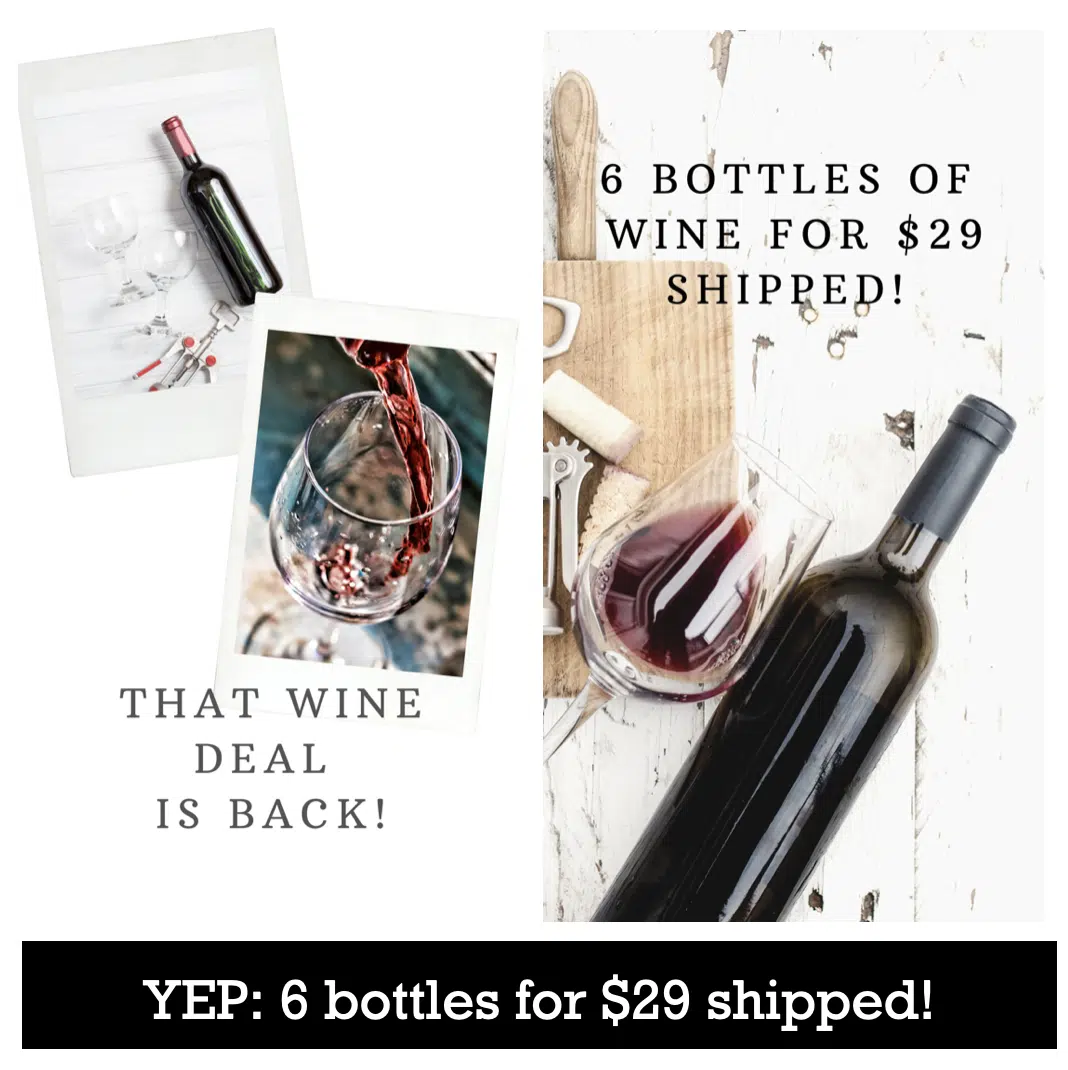 6 BOTTLES OF
WINE FOR $29
SHIPPED!
THAT WINE
DEAL
IS BACK!
YEP: 6 bottles for $29 shipped!